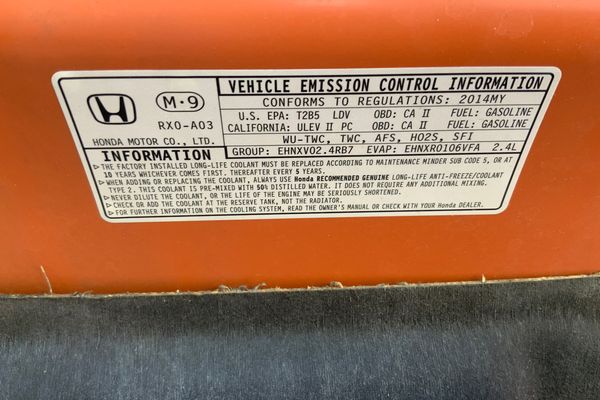 VEHICLE EMISSION CONTROL INFORMATION
M·9
RX0-A03
HONDA MOTOR CO., LTD.
CONFORMS TO REGULATIONS: 2014MY
U.S. EPA: T2B5 LDV OBD: CA II FUEL: GASOLINE
CALIFORNIA: ULEV II PC OBD: CA II FUEL: GASOLINE
WU-TWC, TWC, AFS, HO2S, SFI
GROUP: EHNXV02.4RB7 EVAP: EHNXR0106VFA 2.4L
INFORMATION
▷THE FACTORY INSTALLED LONG-LIFE COOLANT MUST BE REPLACED ACCORDING TO MAINTENANCE MINDER SUB CODE 5, OR AT
10 YEARS WHICHEVER COMES FIRST. THEREAFTER EVERY 5 YEARS.
▷WHEN ADDING OR REPLACING THE COOLANT, ALWAYS USE Honda RECOMMENDED GENUINE LONG-LIFE ANTI-FREEZE/COOLANT
TYPE 2. THIS COOLANT IS PRE-MIXED WITH 50% DISTILLED WATER. IT DOES NOT REQUIRE ANY ADDITIONAL MIXING.
▷NEVER DILUTE THE COOLANT, OR THE LIFE OF THE ENGINE MAY BE SERIOUSLY SHORTENED.
▷CHECK OR ADD THE COOLANT AT THE RESERVE TANK, NOT THE RADIATOR.
▷FOR FURTHER INFORMATION ON THE COOLING SYSTEM, READ THE OWNER'S MANUAL OR CHECK WITH YOUR Honda DEALER.